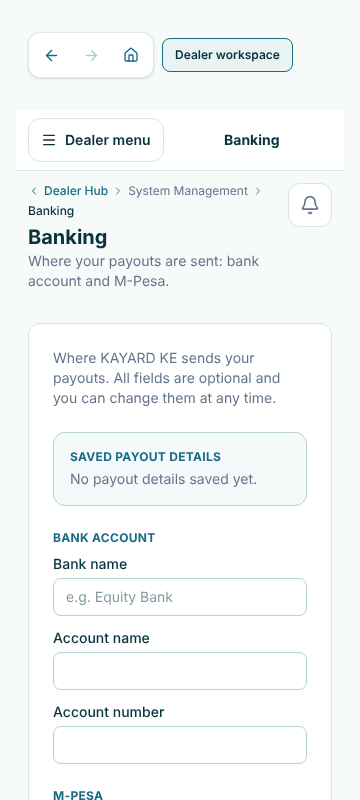 Dealer workspace
Dealer menu
Banking
Dealer Hub > System Management >
Banking
Banking
Where your payouts are sent: bank
account and M-Pesa.
Where KAYARD KE sends your
payouts. All fields are optional and
you can change them at any time.
SAVED PAYOUT DETAILS
No payout details saved yet.
BANK ACCOUNT
Bank name
e.g. Equity Bank
Account name
Account number
M-PESA